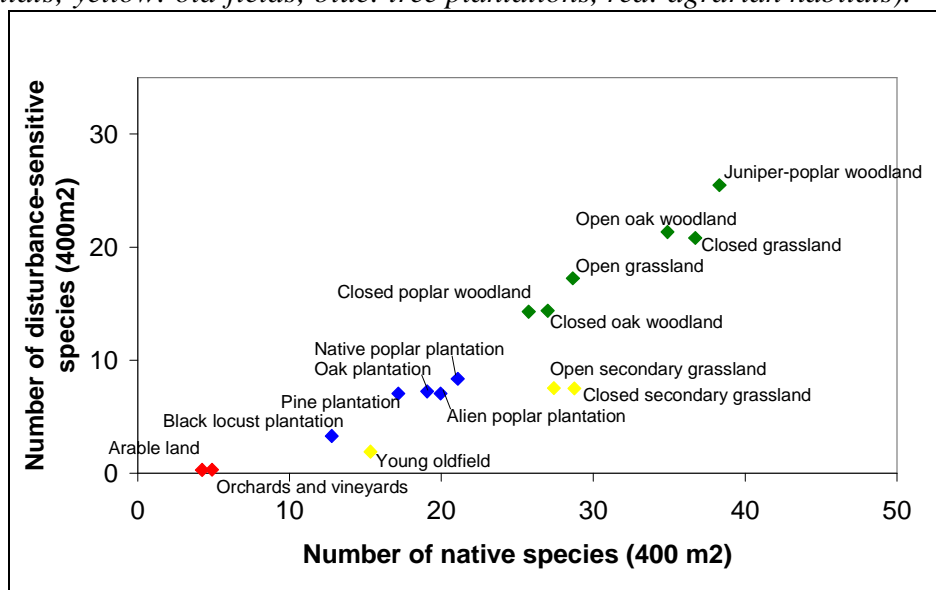 yellow: old fields, blue: tree plantations, red: agrarian habitats).
Number of disturbance-sensitive
species (400m2)
30
20
10
0
Juniper-poplar woodland
Open oak woodland
Closed grassland
Open grassland
Closed poplar woodland
Closed oak woodland
Native poplar plantation
Oak plantation
Open secondary grassland
Closed secondary grassland
Pine plantation
Alien poplar plantation
Black locust plantation
Arable land
Young oldfield
Orchards and vineyards
0 10 20 30 40 50
Number of native species (400 m2)